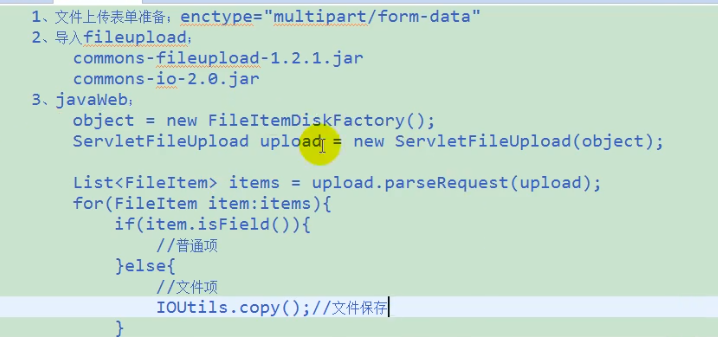 1、文件上传表单准备；enctype="multipart/form-data"
2、导入fileupload；
commons-fileupload-1.2.1.jar
commons-io-2.0.jar
3、javaWeb；
object = new FileItemDiskFactory();
ServletFileUpload upload = new ServletFileUpload(object);
List<FileItem> items = upload.parseRequest(upload);
for(FileItem item:items){
if(item.isField()){
//普通项
}else{
//文件项
IOUtils.copy();//文件保存
}